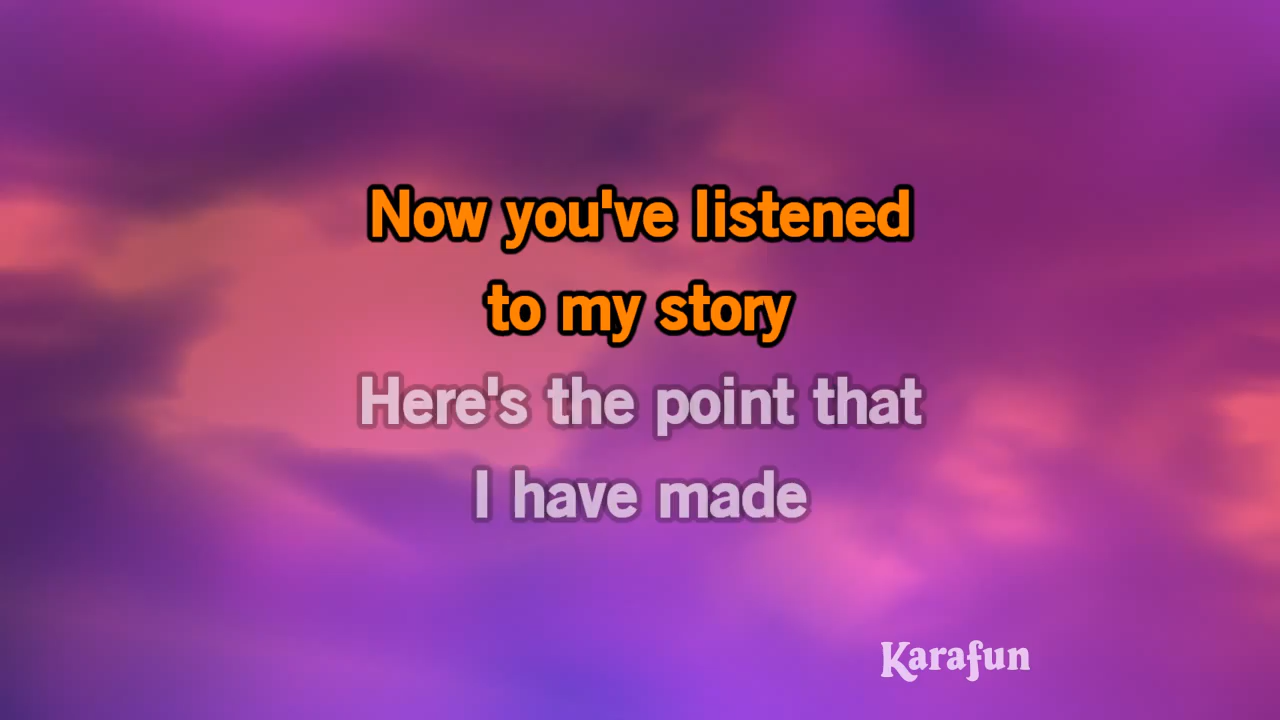 Now you've listened
to my story
Here's the point that
I have made
Karafun